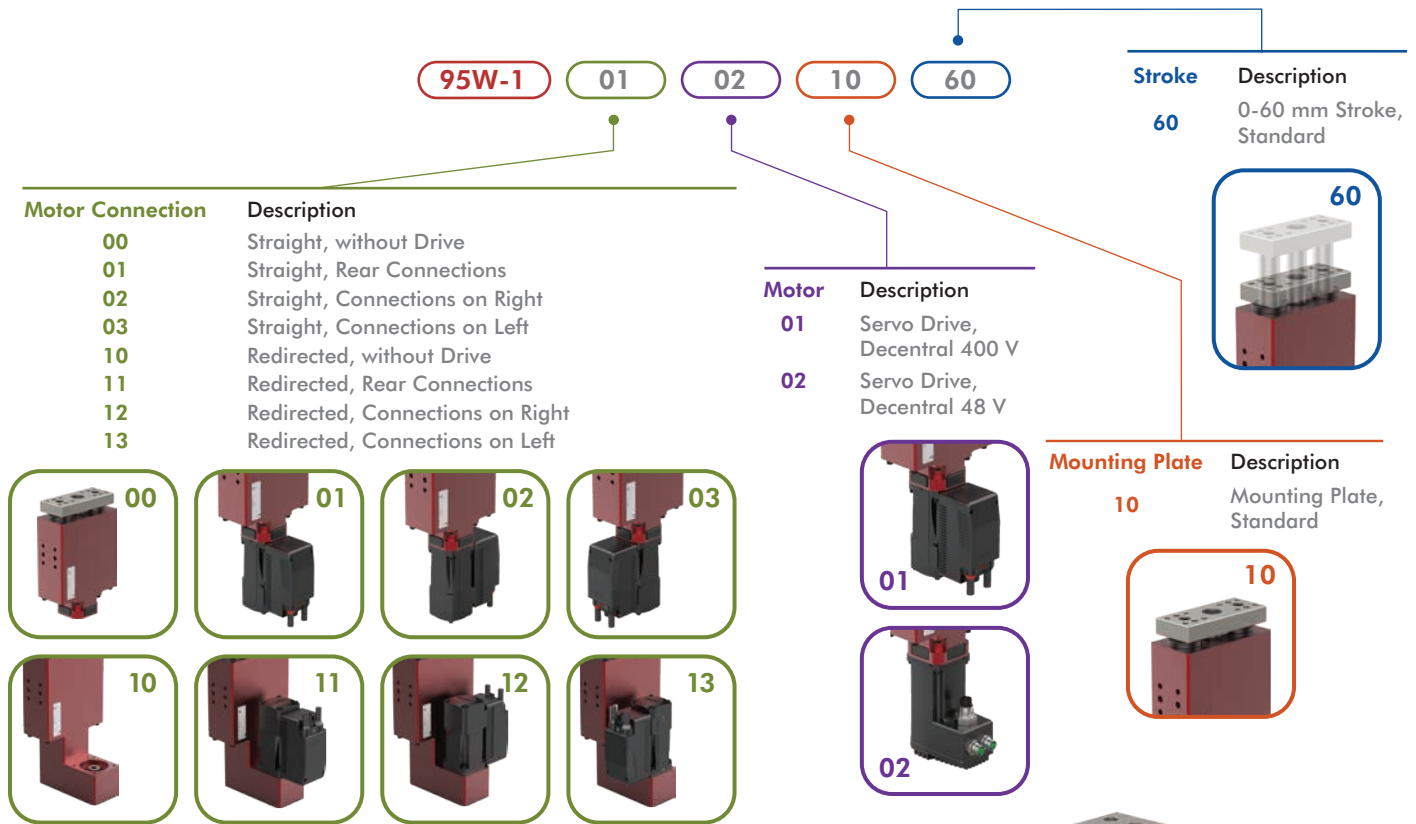 95W-1 01 02 10 60
Stroke Description
60 0-60 mm Stroke,
Standard
60
Motor Connection Description
00 Straight, without Drive
01 Straight, Rear Connections
02 Straight, Connections on Right
03 Straight, Connections on Left
10 Redirected, without Drive
11 Redirected, Rear Connections
12 Redirected, Connections on Right
13 Redirected, Connections on Left
Motor Description
01 Servo Drive,
Decentral 400 V
02 Servo Drive,
Decentral 48 V
Mounting Plate Description
10 Mounting Plate,
Standard
00 01 02 03
10 11 12 13
01
02
10